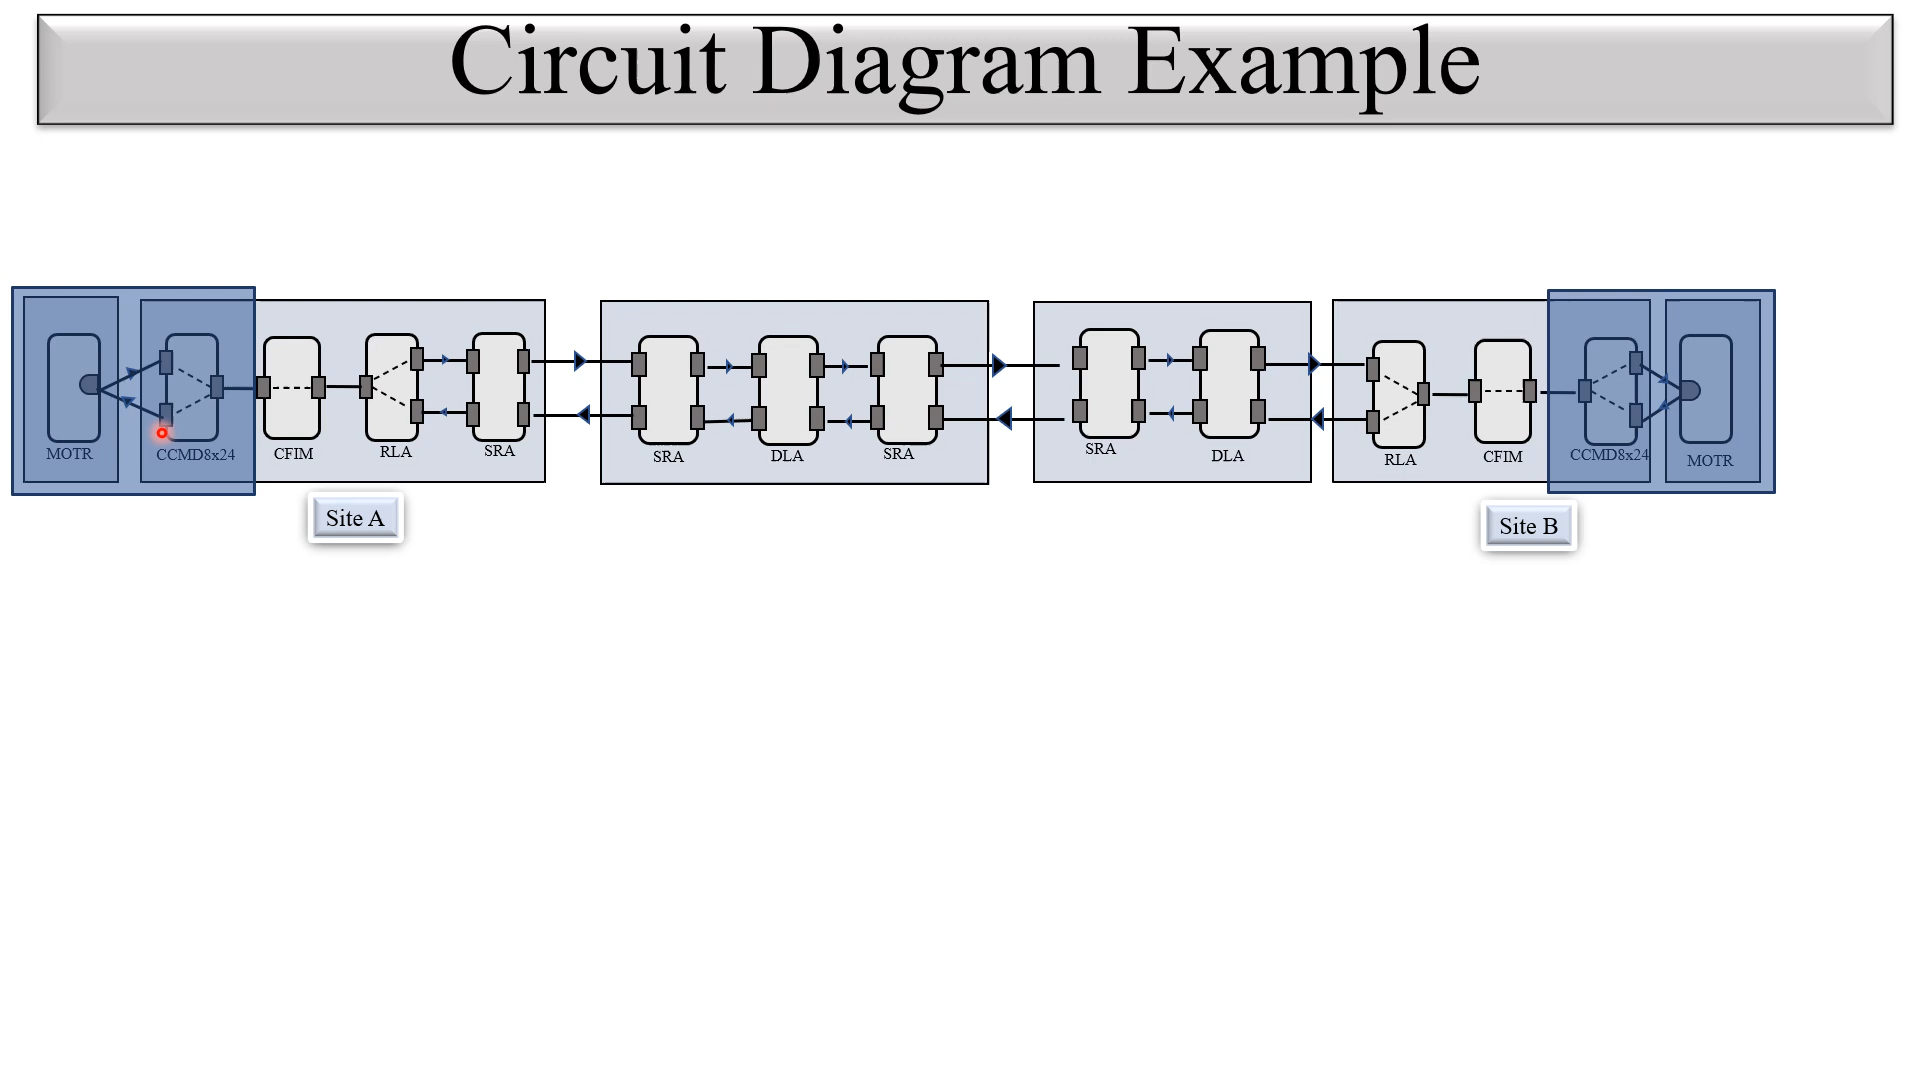 Circuit Diagram Example
MOTR
CCMD8x24
CFIM
RLA
SRA
SRA
DLA
SRA
SRA
DLA
RLA
CFIM
CCMD8x24
MOTR
Site A
Site B